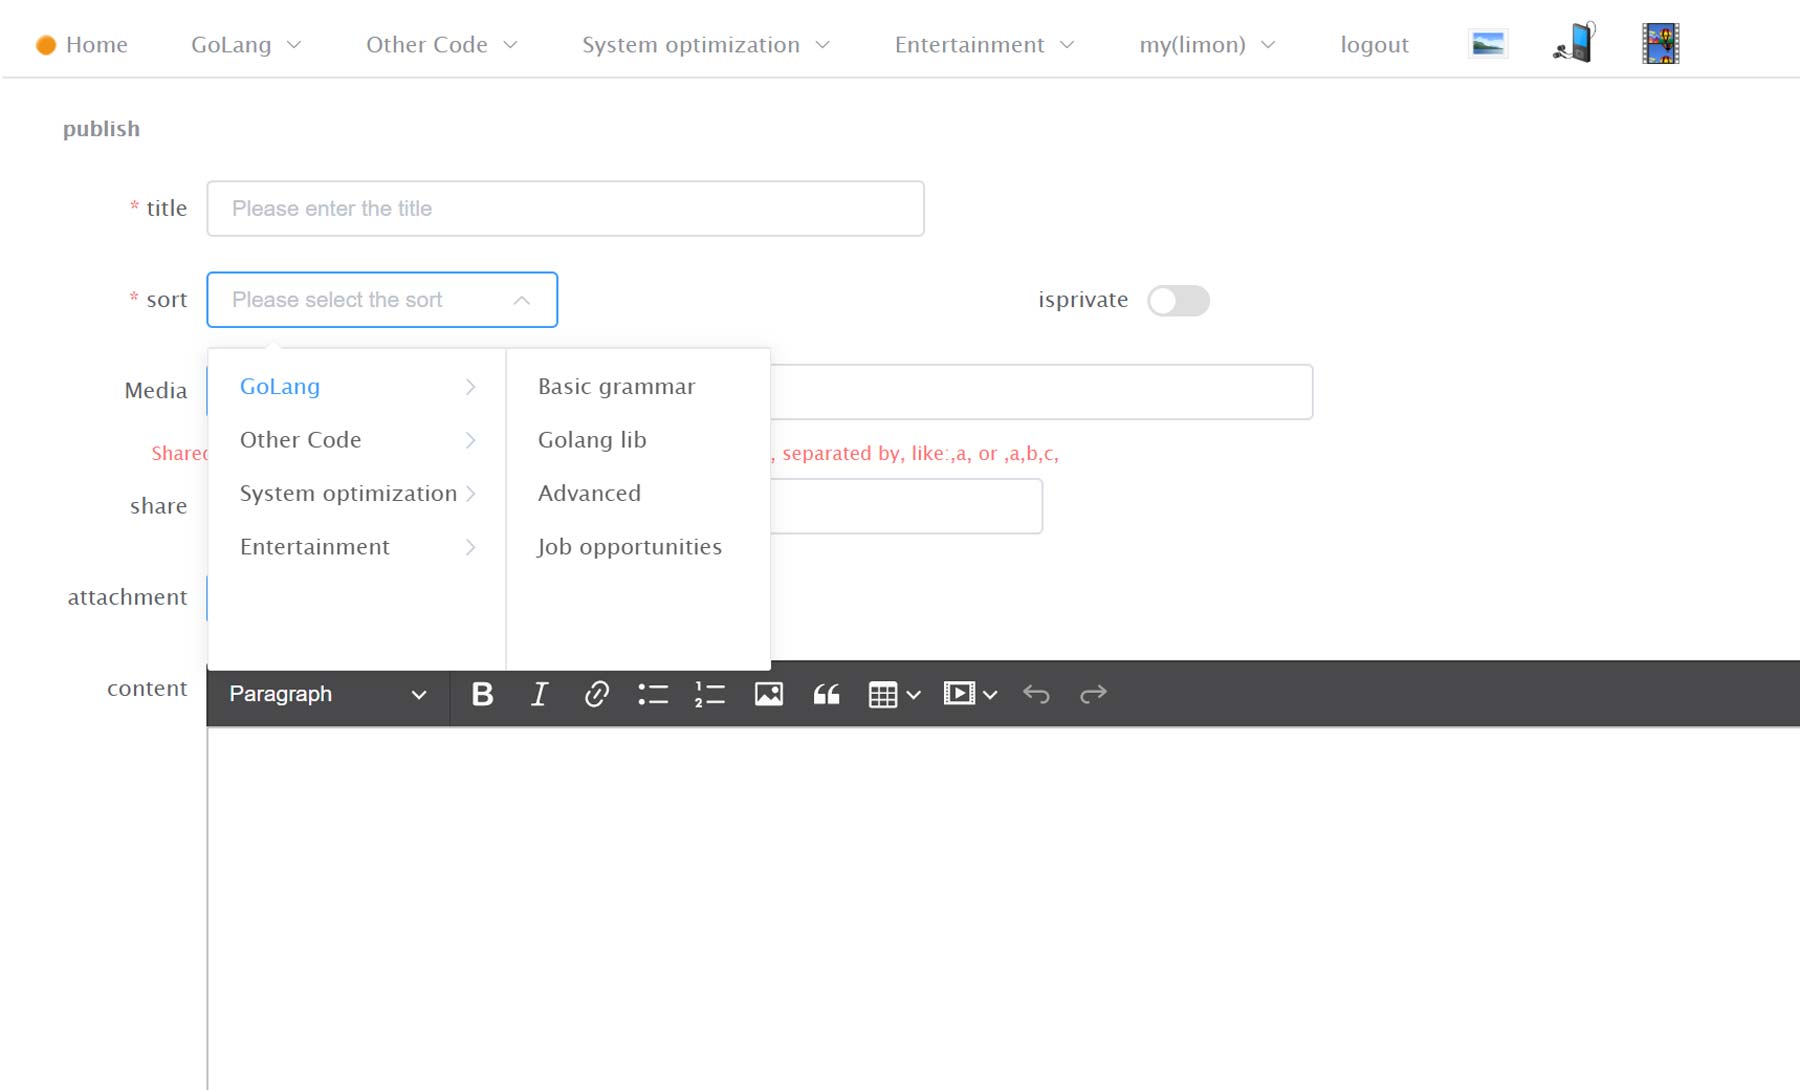 Home GoLang Other Code System optimization Entertainment my(limon) logout
publish
* title Please enter the title
* sort Please select the sort isprivate
GoLang Basic grammar
Media
Other Code Golang lib
Shared , separated by, like:,a, or ,a,b,c,
System optimization Advanced
share
Entertainment Job opportunities
attachment
content Paragraph B I